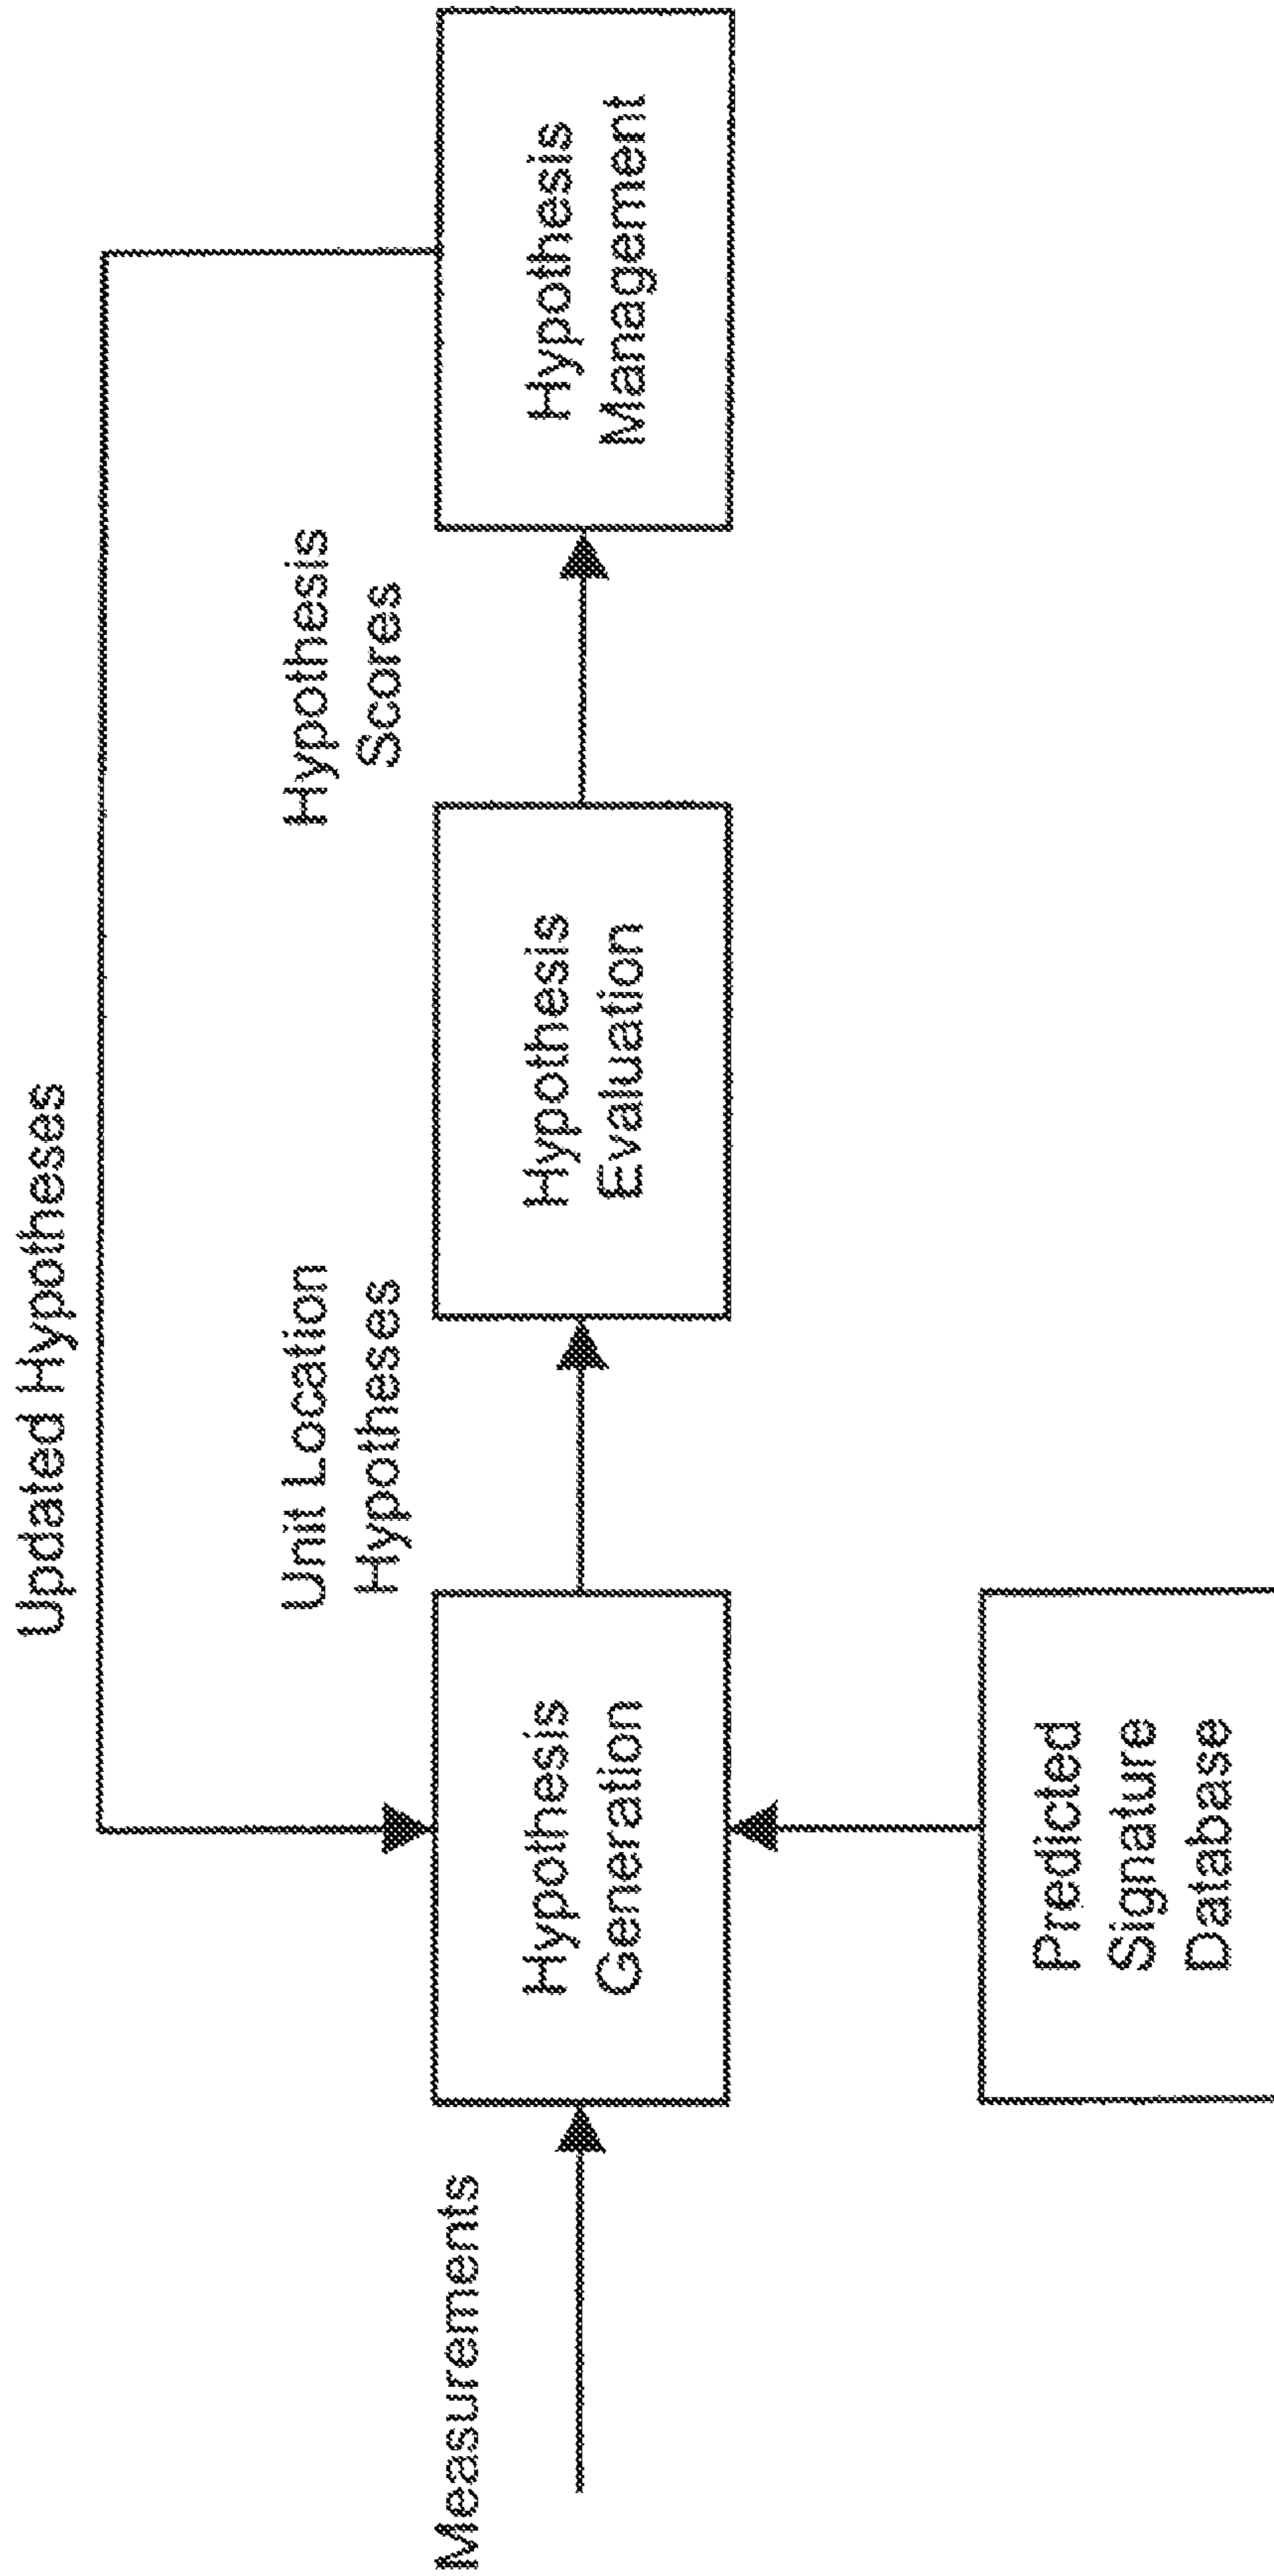 Updated Hypotheses
Unit Location
Hypotheses
Hypothesis
Scores
Measurements
Hypothesis
Generation
Hypothesis
Evaluation
Hypothesis
Management
Predicted
Signature
Database